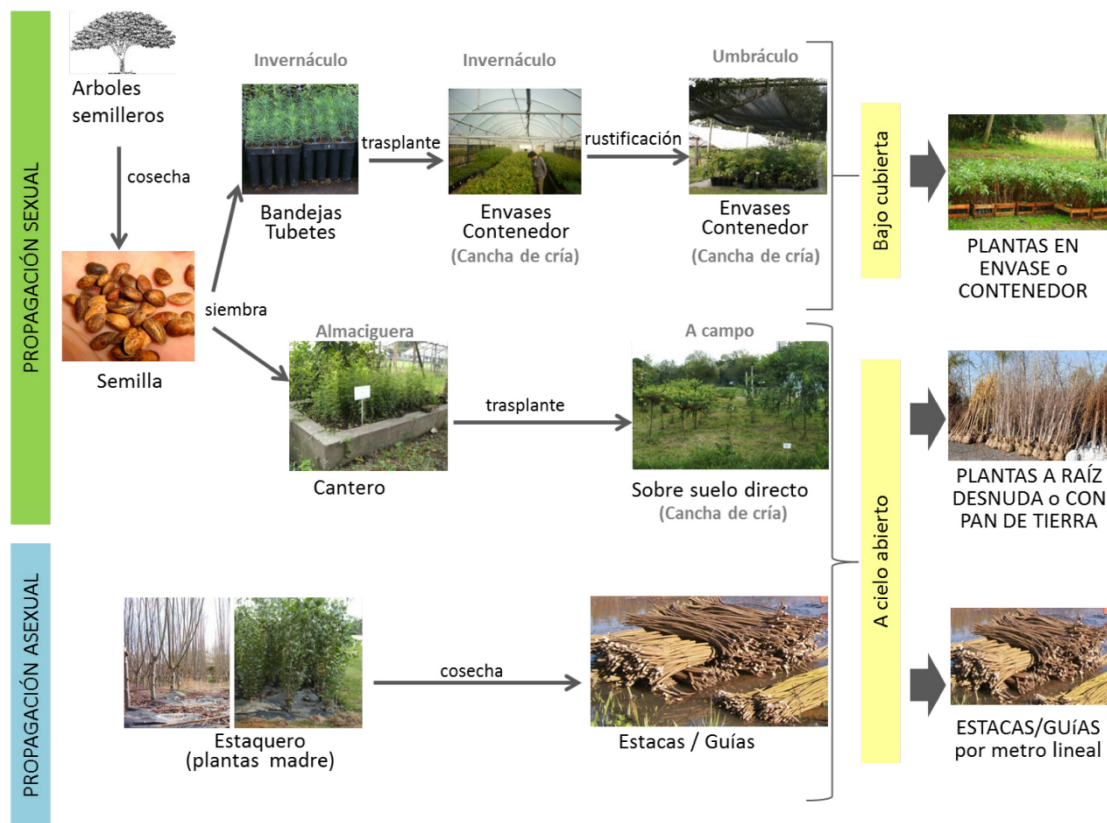 PROPAGACIÓN SEXUAL
Arboles
semilleros
cosecha
Semilla
siembra
Invernáculo
Bandejas
Tubetes
trasplante
Invernáculo
Envases
Contenedor
(Cancha de cría)
rustificación
Umbráculo
Envases
Contenedor
(Cancha de cría)
Bajo cubierta
PLANTAS EN
ENVASE o
CONTENEDOR
Almaciguera
Cantero
trasplante
A campo
Sobre suelo directo
(Cancha de cría)
A cielo abierto
PLANTAS A RAÍZ
DESNUDA o CON
PAN DE TIERRA
PROPAGACIÓN ASEXUAL
Estaquero
(plantas madre)
cosecha
Estacas / Guías
ESTACAS/GUíAS
por metro lineal